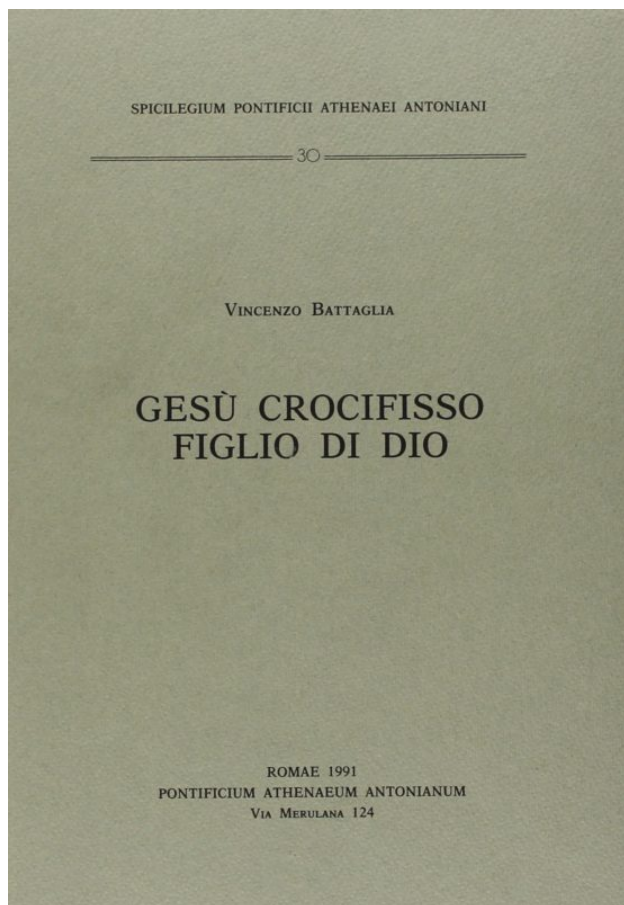 SPICILEGIUM PONTIFICII ATHENAEI ANTONIANI
30
VINCENZO BATTAGLIA
GESÙ CROCIFISSO
FIGLIO DI DIO
ROMAE 1991
PONTIFICIUM ATHENAEUM ANTONIANUM
VIA MERULANA 124